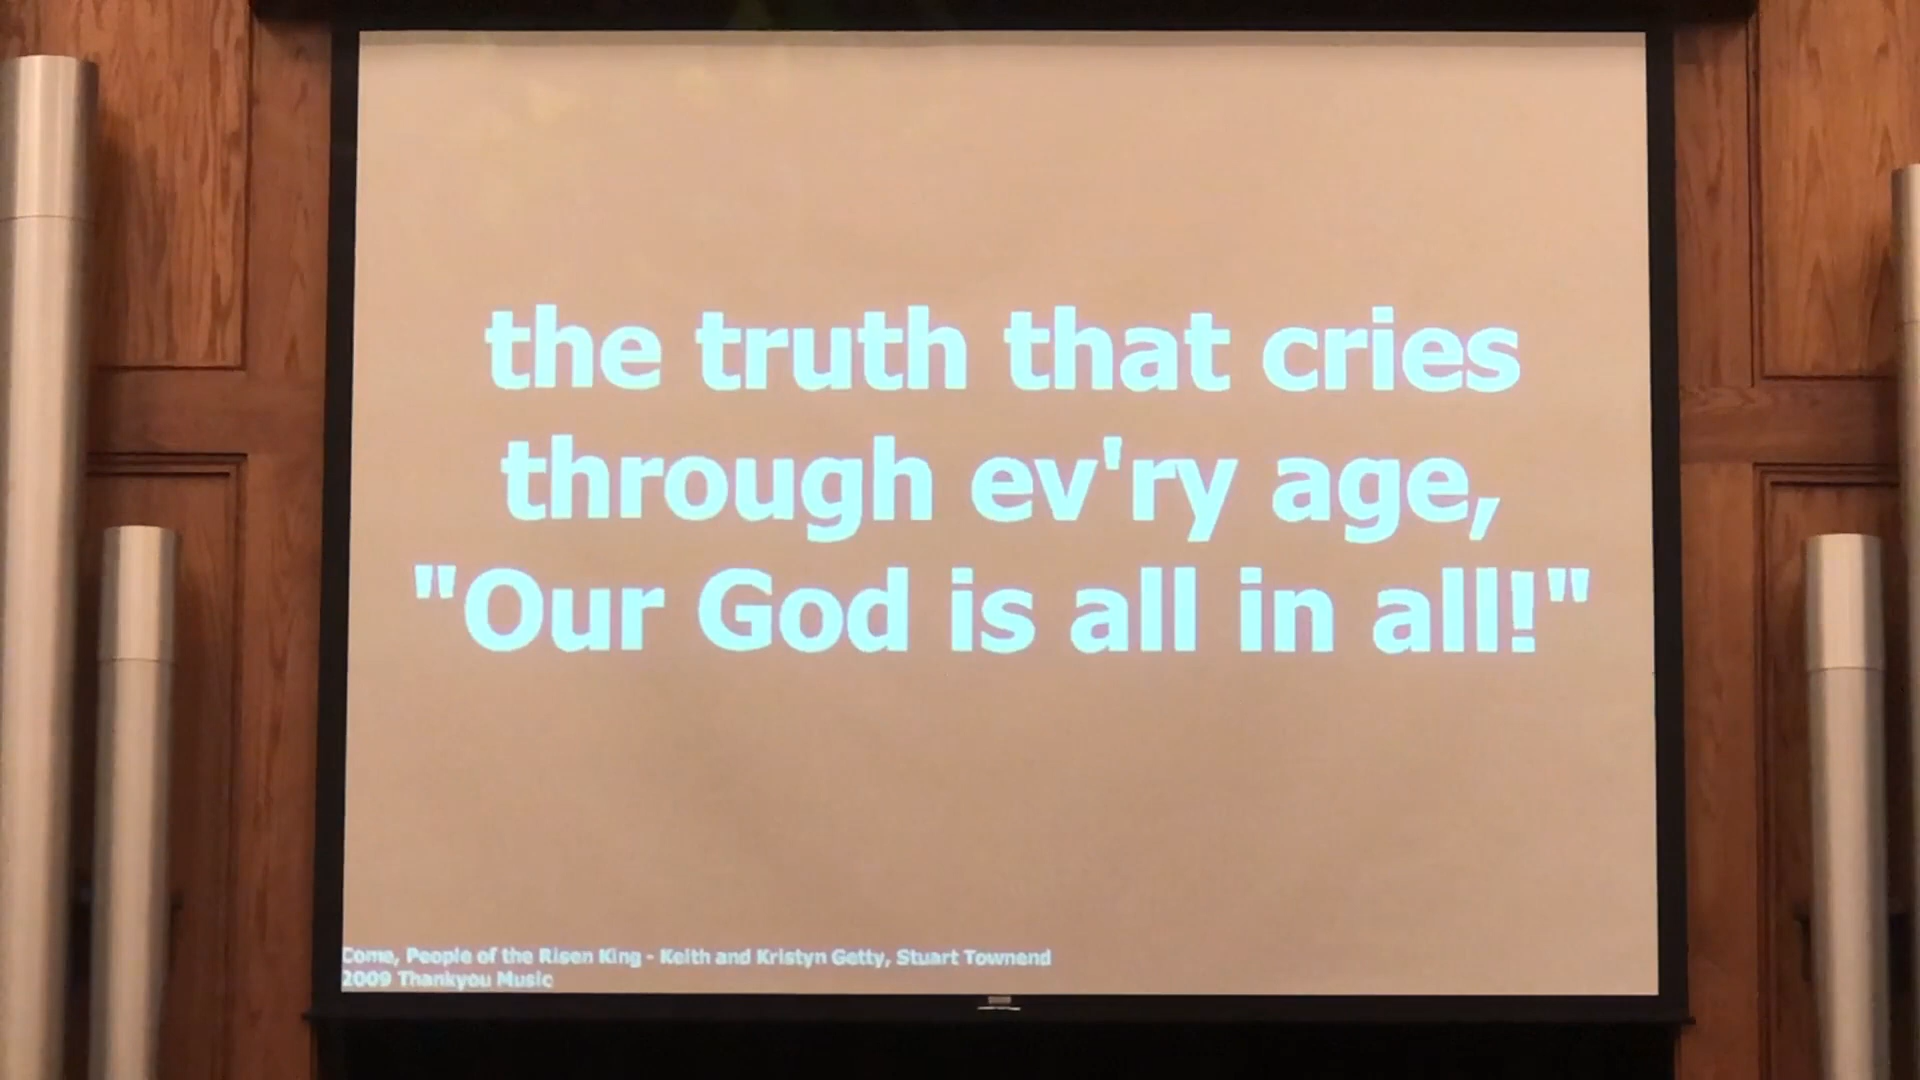 the truth that cries
through ev'ry age,
"Our God is all in all!"
Come, People of the Risen King - Keith and Kristyn Getty, Stuart Townend
2009 Thankyou Music